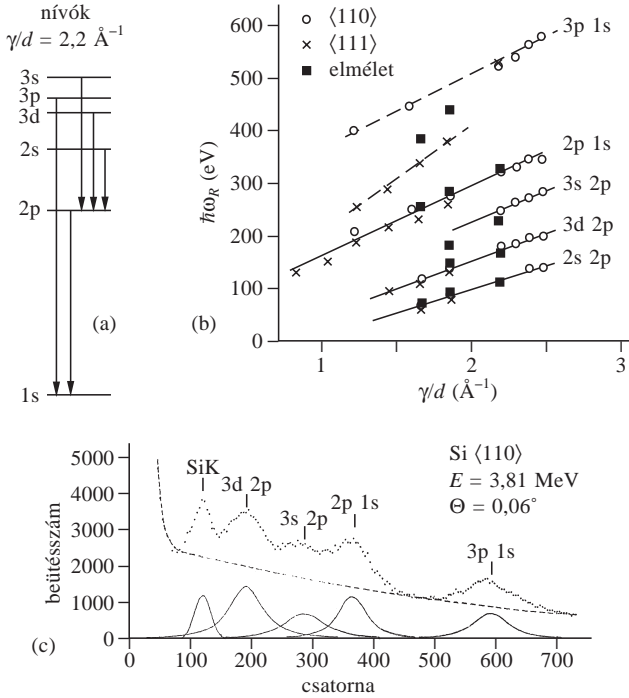 nívók
γ/d = 2,2 Å⁻¹
3s
3p
3d
2s
2p
1s
(a)
(b)
ħω_R (eV)
600
500
400
300
200
100
0
⟨110⟩
⟨111⟩
elmélet
3p 1s
2p 1s
3s 2p
3d 2p
2s 2p
1 2 3
γ/d (Å⁻¹)
(c)
beütésszám
5000
4000
3000
2000
1000
0
SiK
3d 2p
3s 2p
2p 1s
3p 1s
Si ⟨110⟩
E = 3,81 MeV
Θ = 0,06°
0 100 200 300 400 500 600 700
csatorna